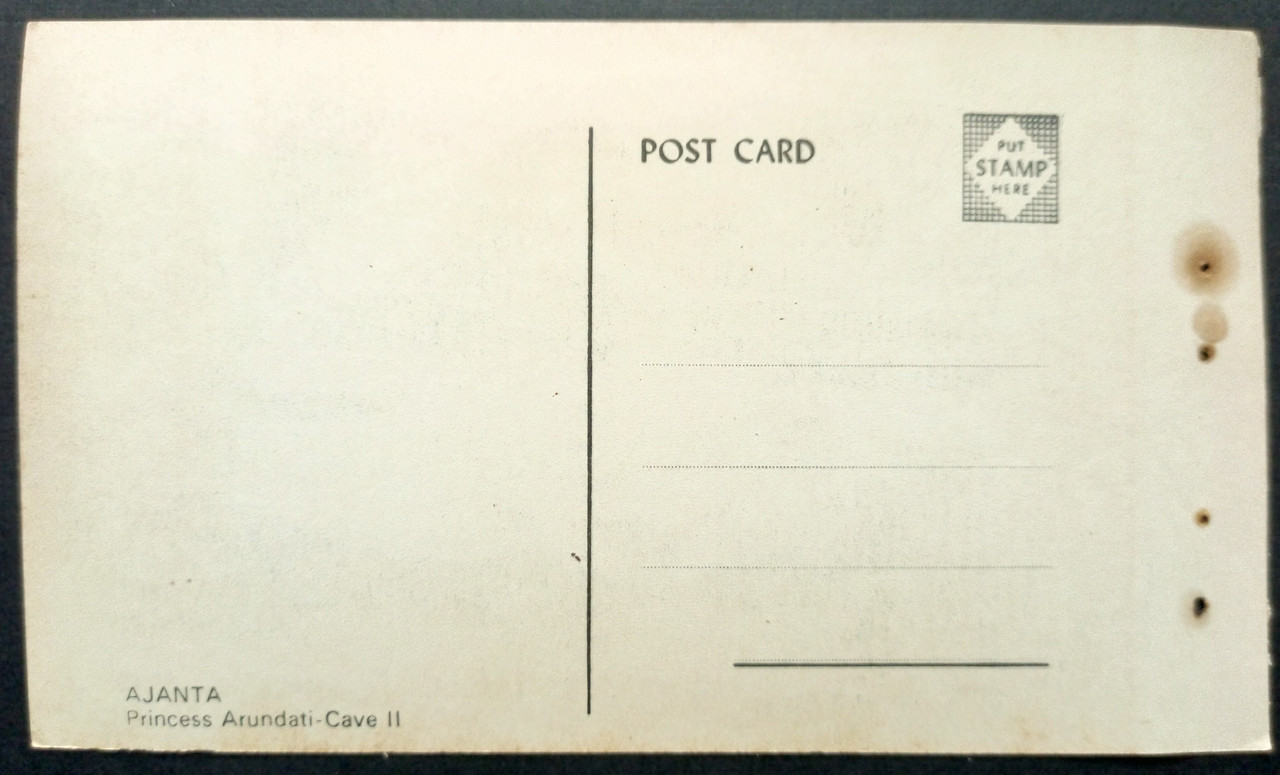 POST CARD
PUT
STAMP
HERE
AJANTA
Princess Arundati-Cave II